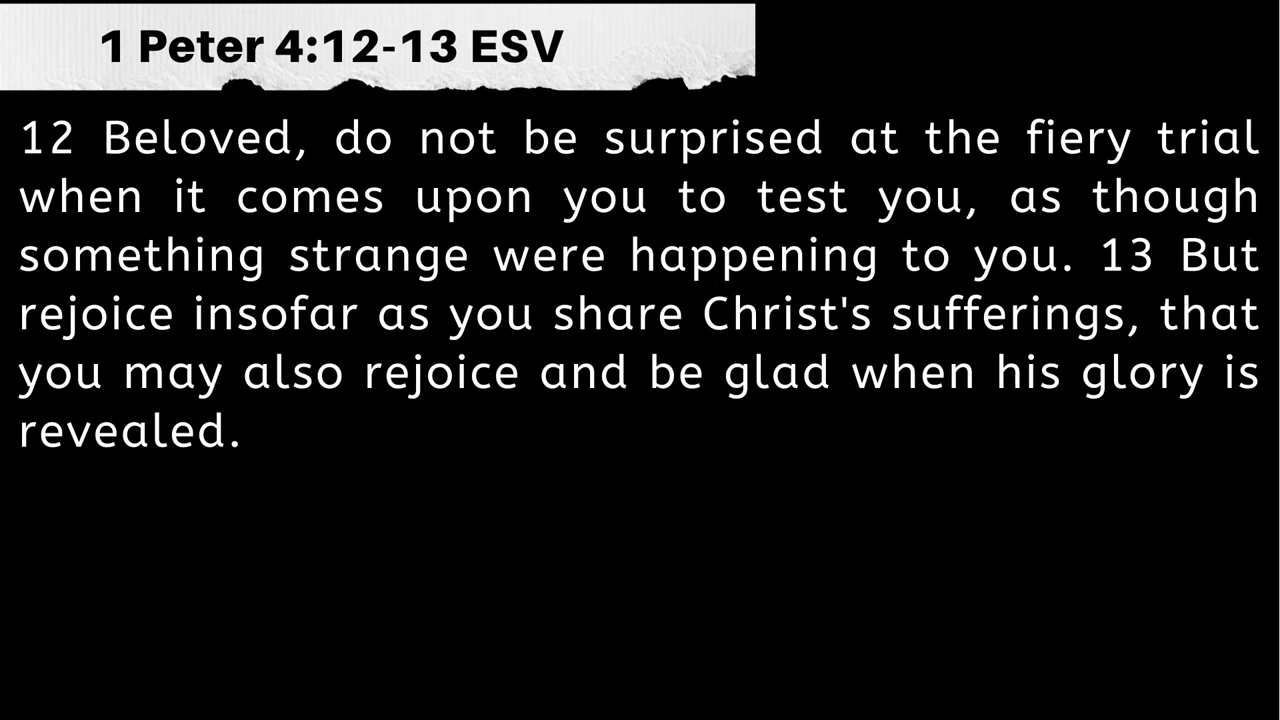 1 Peter 4:12-13 ESV
12 Beloved, do not be surprised at the fiery trial
when it comes upon you to test you, as though
something strange were happening to you. 13 But
rejoice insofar as you share Christ's sufferings, that
you may also rejoice and be glad when his glory is
revealed.